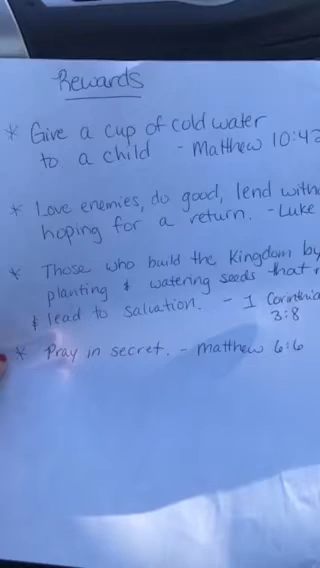 Rewards
* Give a cup of cold water
to a child - Matthew 10:42
* Love enemies, do good, lend
hoping for a return. - Luke
* Those who build the Kingdom by
planting & watering seeds that
& lead to salvation. - 1
3:8
* Pray in secret. - Matthew 6:6